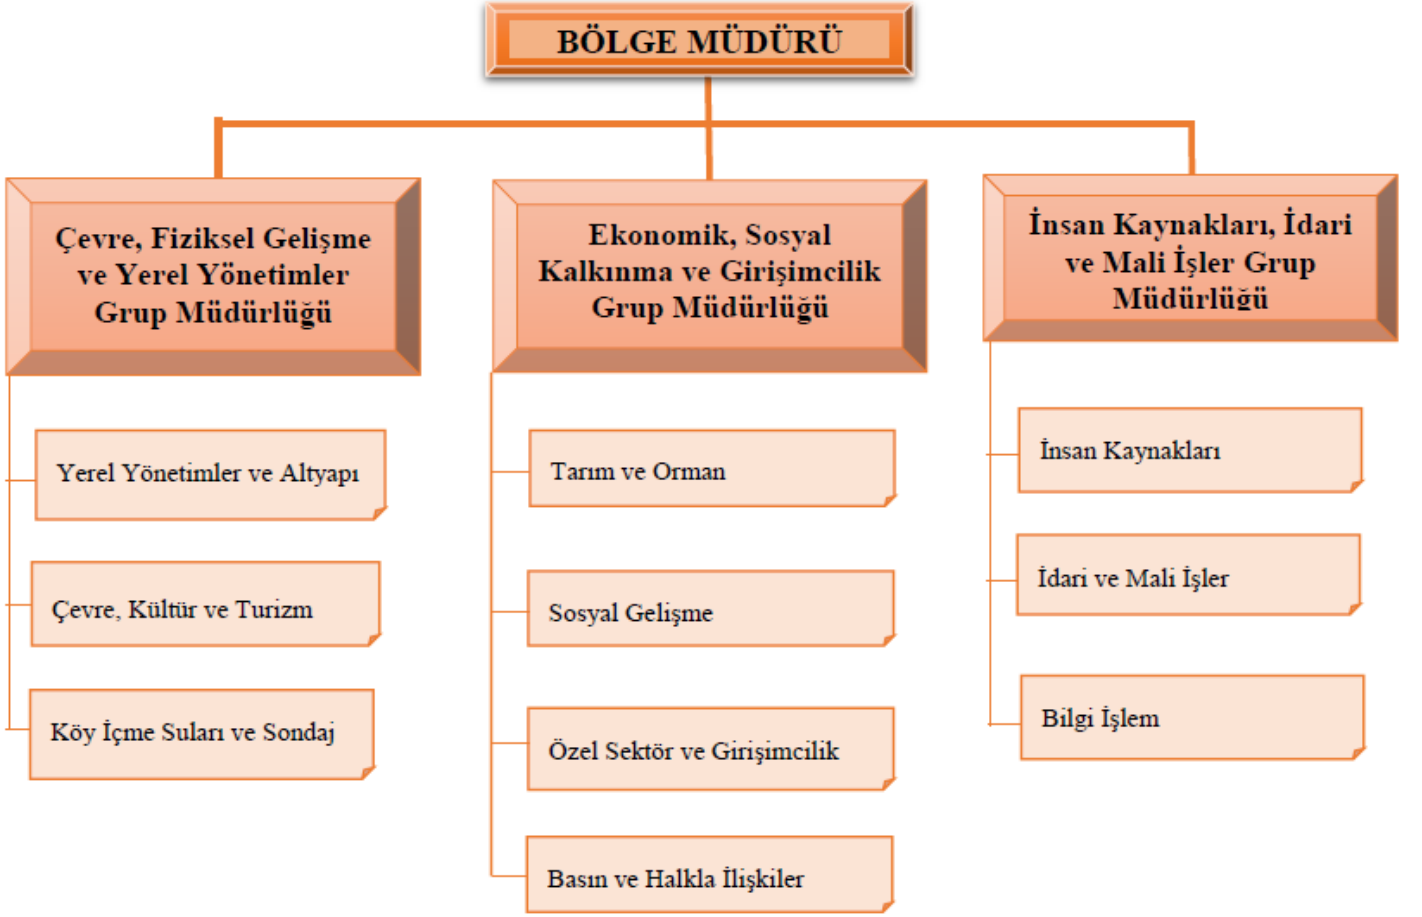 BÖLGE MÜDÜRÜ
Çevre, Fiziksel Gelişme
ve Yerel Yönetimler
Grup Müdürlüğü
Yerel Yönetimler ve Altyapı
Çevre, Kültür ve Turizm
Köy İçme Suları ve Sondaj
Ekonomik, Sosyal
Kalkınma ve Girişimcilik
Grup Müdürlüğü
Tarım ve Orman
Sosyal Gelişme
Özel Sektör ve Girişimcilik
Basın ve Halkla İlişkiler
İnsan Kaynakları, İdari
ve Mali İşler Grup
Müdürlüğü
İnsan Kaynakları
İdari ve Mali İşler
Bilgi İşlem